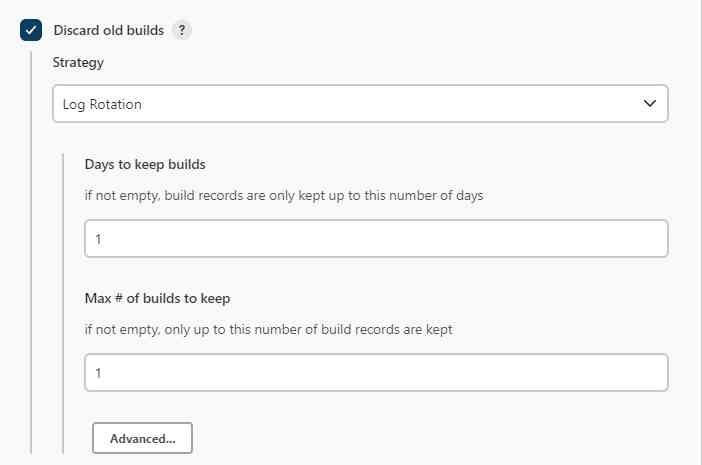 Discard old builds ?
Strategy
Log Rotation
Days to keep builds
if not empty, build records are only kept up to this number of days
1
Max # of builds to keep
if not empty, only up to this number of build records are kept
1
Advanced...